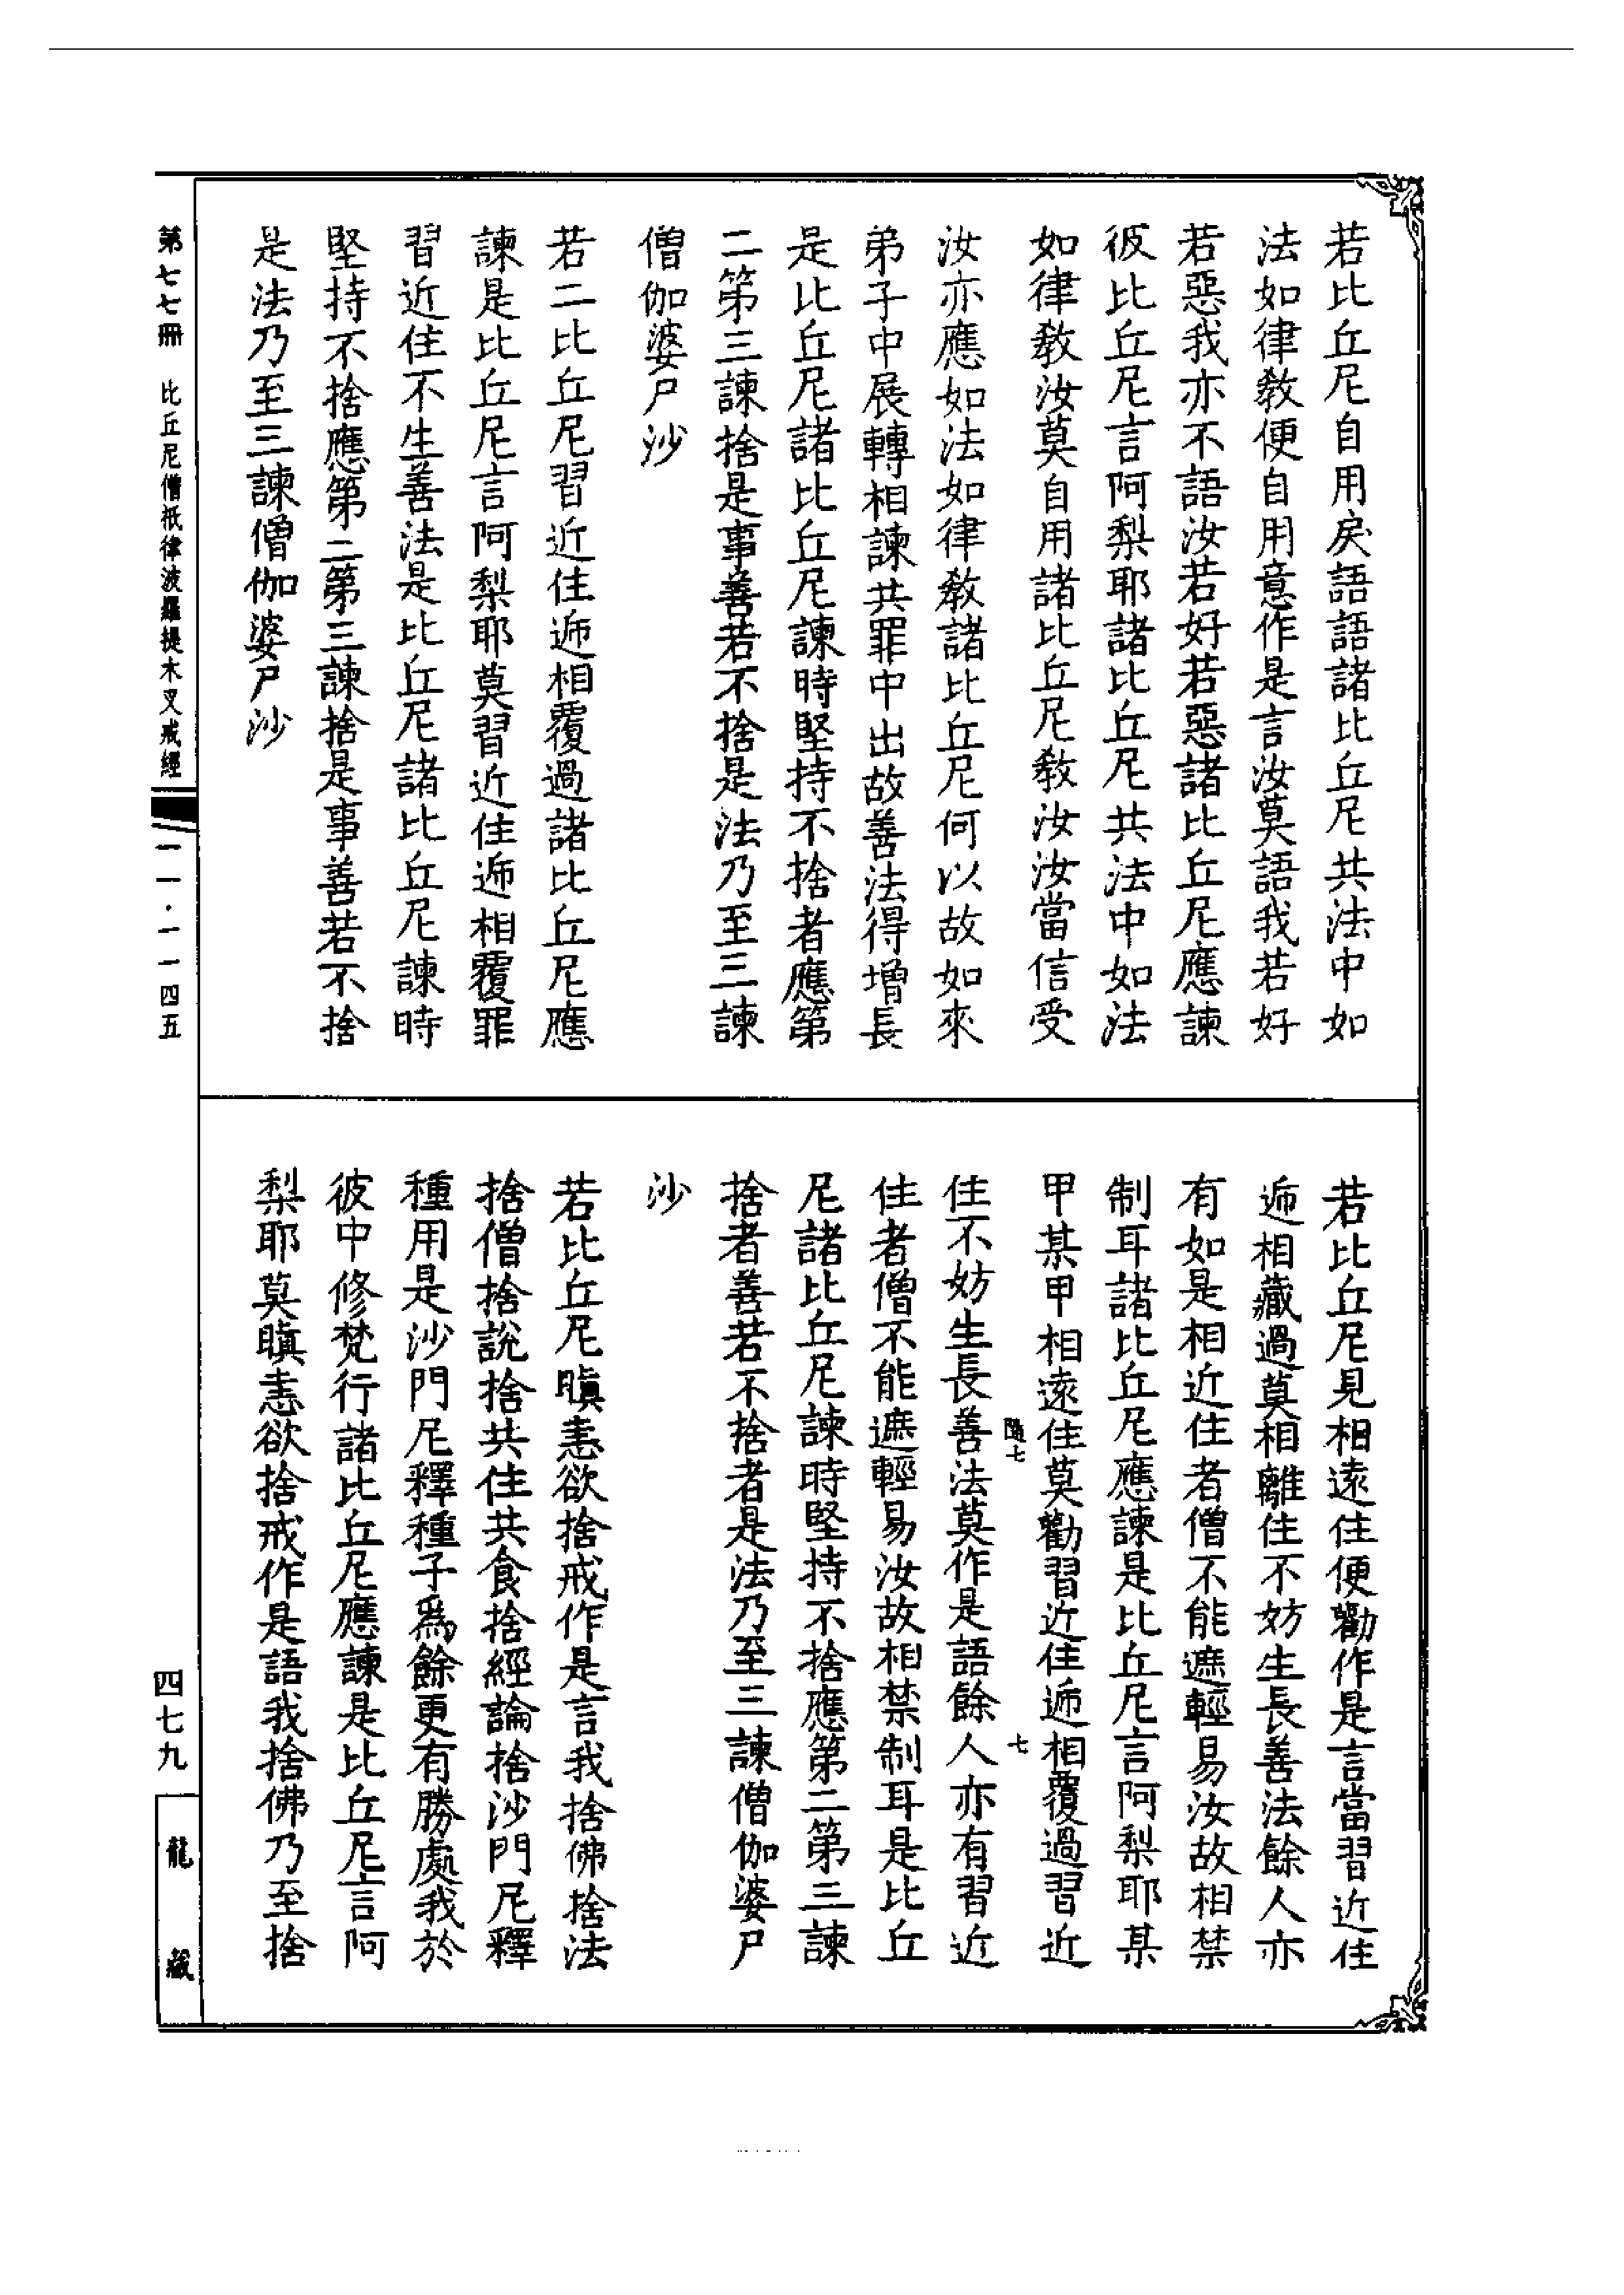 若比丘尼自用戾語語諸比丘尼共法中如
法如律教便自用意作是言汝莫語我若好
若惡我亦不語汝若好若惡諸比丘尼應諫
彼比丘尼言阿梨耶諸比丘尼共法中如法
如律教汝莫自用諸比丘尼教汝汝當信受
汝亦應如法如律教諸比丘尼何以故如來
弟子中展轉相諫共罪中出故善法得增長
是比丘尼諸比丘尼諫時堅持不捨者應第
二第三諫捨是事善若不捨是法乃至三諫
僧伽婆尸沙
若二比丘尼習近住遞相覆過諸比丘尼應
諫是比丘尼言阿梨耶莫習近住遞相覆罪
習近住不生善法是比丘尼諸比丘尼諫時
堅持不捨應第二第三諫捨是事善若不捨
是法乃至三諫僧伽婆尸沙
若比丘尼見相遠住便勸作是言當習近住
遞相藏過莫相離住不妨生長善法餘人亦
有如是相近住者僧不能遮輕易汝故相禁
制耳諸比丘尼應諫是比丘尼言阿梨耶某
甲某甲相遠住莫勸習近住遞相覆過習近
隨七 七
住不妨生長善法莫作是語餘人亦有習近
住者僧不能遮輕易汝故相禁制耳是比丘
尼諸比丘尼諫時堅持不捨應第二第三諫
捨者善若不捨者是法乃至三諫僧伽婆尸
沙
若比丘尼瞋恚欲捨戒作是言我捨佛捨法
捨僧捨說捨共住共食捨經論捨沙門尼釋
種用是沙門尼釋種子為餘更有勝處我於
彼中修梵行諸比丘尼應諫是比丘尼言阿
梨耶莫瞋恚欲捨戒作是語我捨佛乃至捨
第七七冊 比丘尼僧祇律波羅提木叉戒經
一一一·一一四五
四七九
龍藏